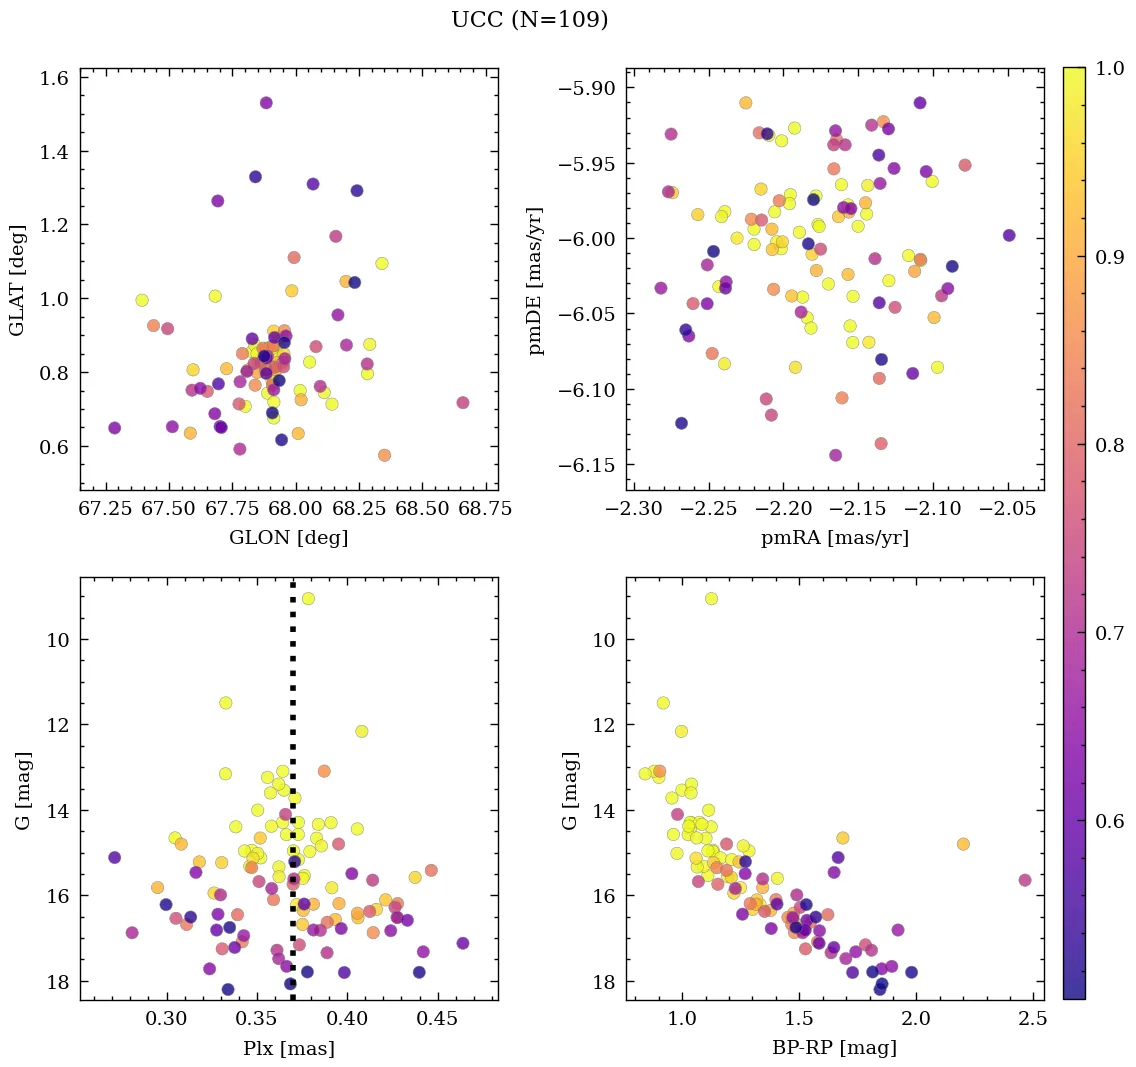 UCC (N=109)
1.6
1.4
1.2
1.0
0.8
0.6
GLAT [deg]
67.25 67.50 67.75 68.00 68.25 68.50 68.75
GLON [deg]
−5.90
−5.95
−6.00
−6.05
−6.10
−6.15
pmDE [mas/yr]
−2.30 −2.25 −2.20 −2.15 −2.10 −2.05
pmRA [mas/yr]
10
12
14
16
18
G [mag]
0.30 0.35 0.40 0.45
Plx [mas]
10
12
14
16
18
G [mag]
1.0 1.5 2.0 2.5
BP-RP [mag]
1.0
0.9
0.8
0.7
0.6